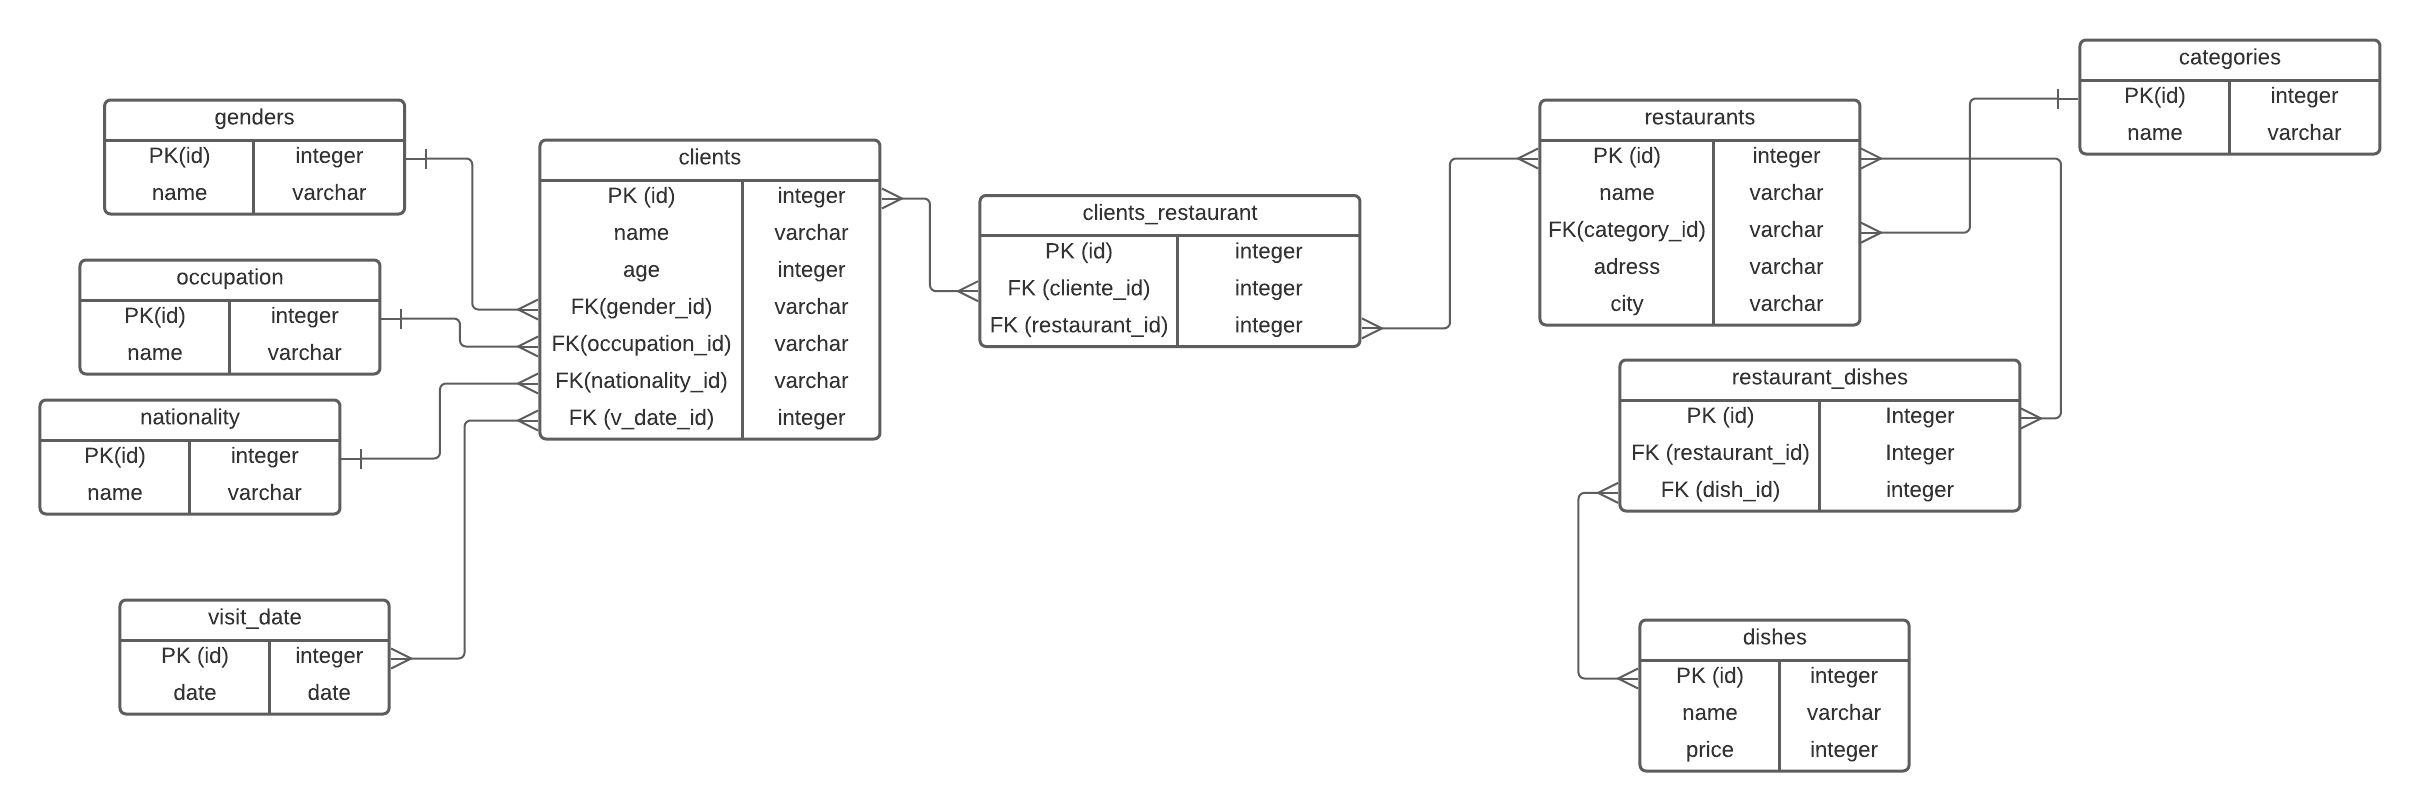 genders
PK(id) integer
name varchar
occupation
PK(id) integer
name varchar
nationality
PK(id) integer
name varchar
visit_date
PK (id) integer
date date
clients
PK (id) integer
name varchar
age integer
FK(gender_id) varchar
FK(occupation_id) varchar
FK(nationality_id) varchar
FK (v_date_id) integer
clients_restaurant
PK (id) integer
FK (cliente_id) integer
FK (restaurant_id) integer
restaurants
PK (id) integer
name varchar
FK(category_id) varchar
adress varchar
city varchar
categories
PK(id) integer
name varchar
restaurant_dishes
PK (id) Integer
FK (restaurant_id) Integer
FK (dish_id) integer
dishes
PK (id) integer
name varchar
price integer